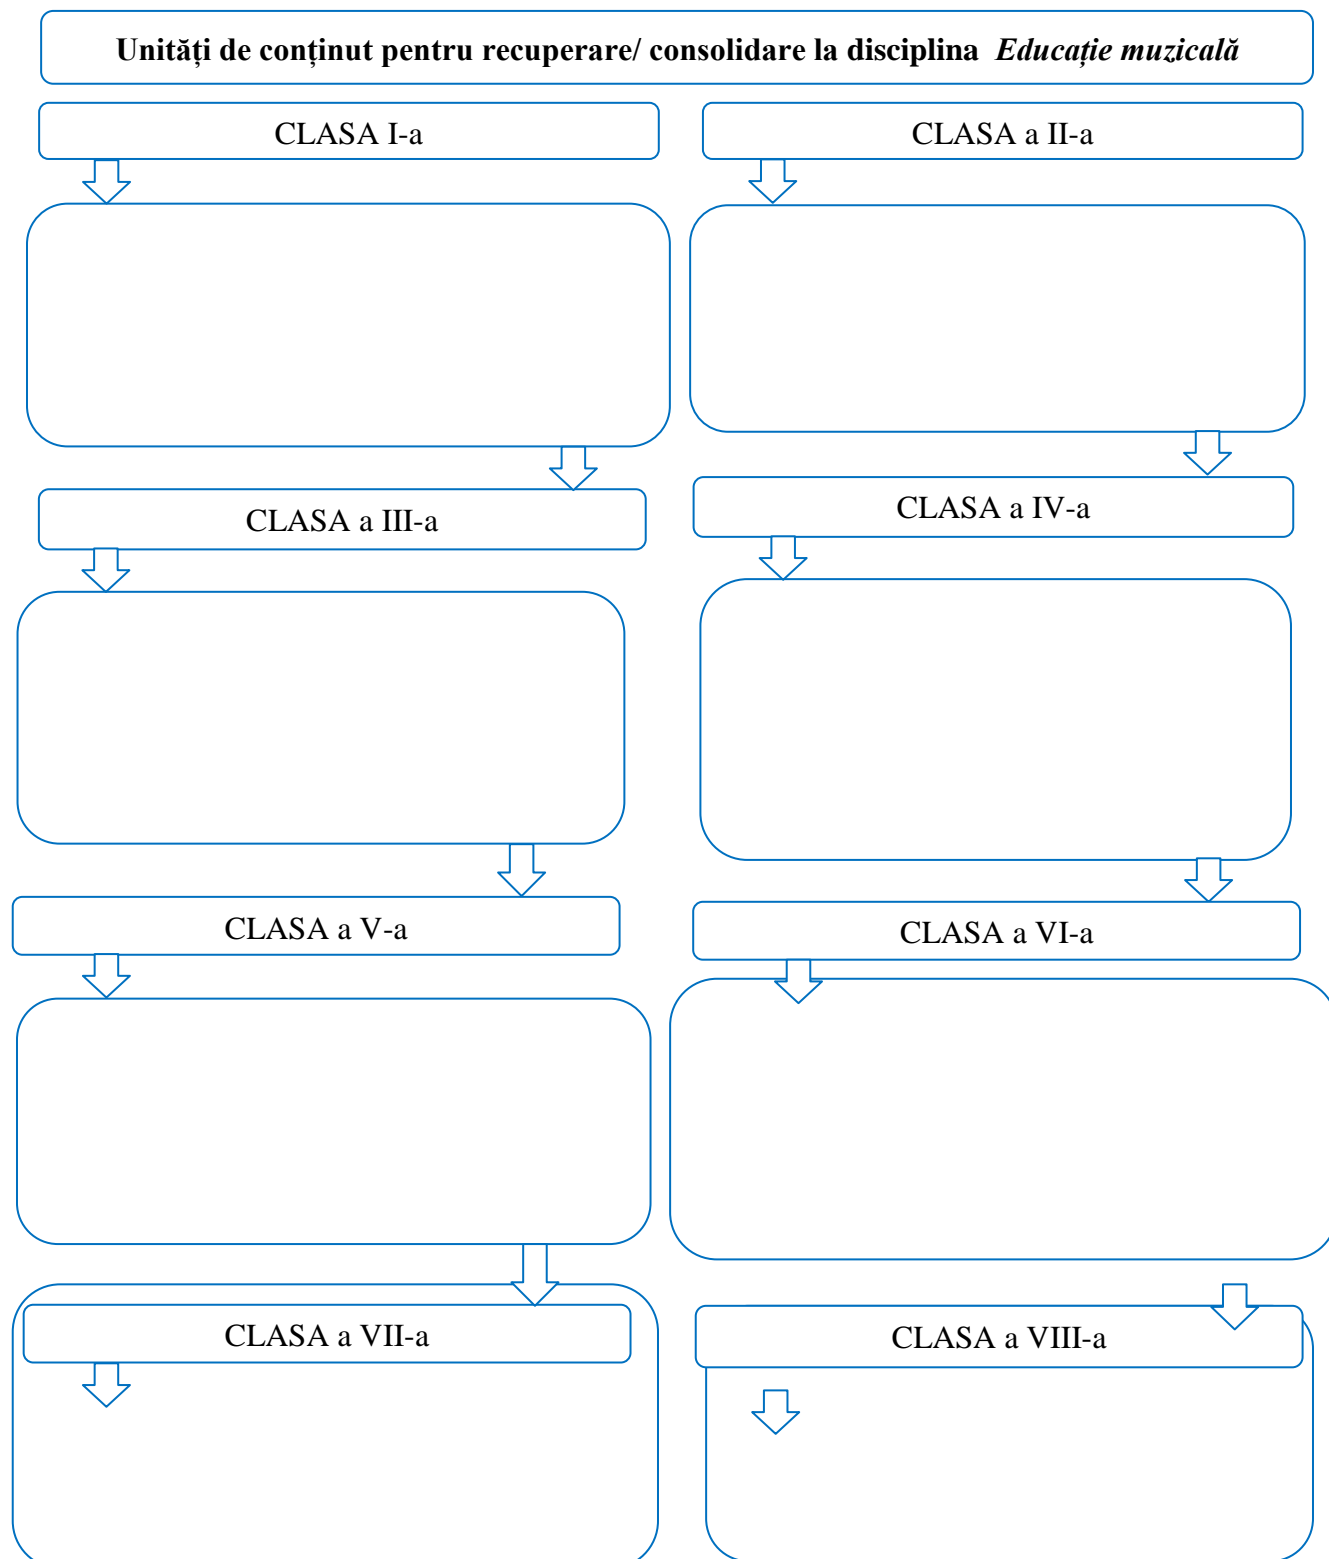 Unități de conținut pentru recuperare/ consolidare la disciplina Educație muzicală
CLASA I-a
CLASA a II-a
CLASA a III-a
CLASA a IV-a
CLASA a V-a
CLASA a VI-a
CLASA a VII-a
CLASA a VIII-a